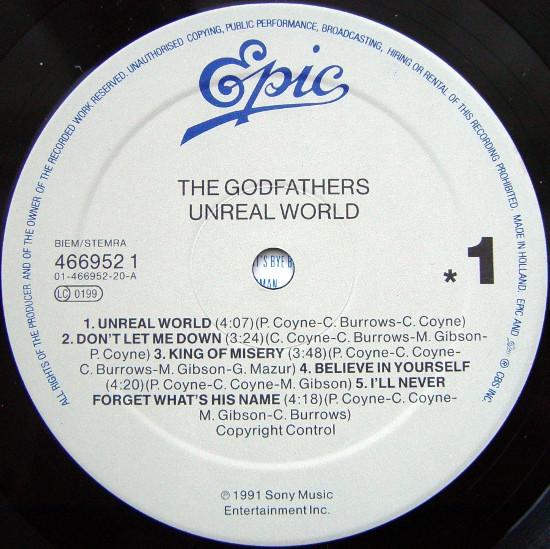 ALL RIGHTS OF THE PRODUCER AND OF THE OWNER OF THE RECORDED WORK RESERVED. UNAUTHORISED COPYING, PUBLIC PERFORMANCE, BROADCASTING, HIRING OR RENTAL OF THIS RECORDING PROHIBITED. MADE IN HOLLAND. EPIC AND ® CBS INC.
Epic
THE GODFATHERS
UNREAL WORLD
BIEM/STEMRA
466952 1
01-466952-20-A
LC 0199
'S BYE B
MAN
*1
1. UNREAL WORLD (4:07)(P. Coyne-C. Burrows-C. Coyne)
2. DON'T LET ME DOWN (3:24)(C. Coyne-C. Burrows-M. Gibson-
P. Coyne) 3. KING OF MISERY (3:48)(P. Coyne-C. Coyne-
C. Burrows-M. Gibson-G. Mazur) 4. BELIEVE IN YOURSELF
(4:20)(P. Coyne-C. Coyne-M. Gibson) 5. I'LL NEVER
FORGET WHAT'S HIS NAME (4:18)(P. Coyne-C. Coyne-
M. Gibson-C. Burrows)
Copyright Control
℗ 1991 Sony Music
Entertainment Inc.